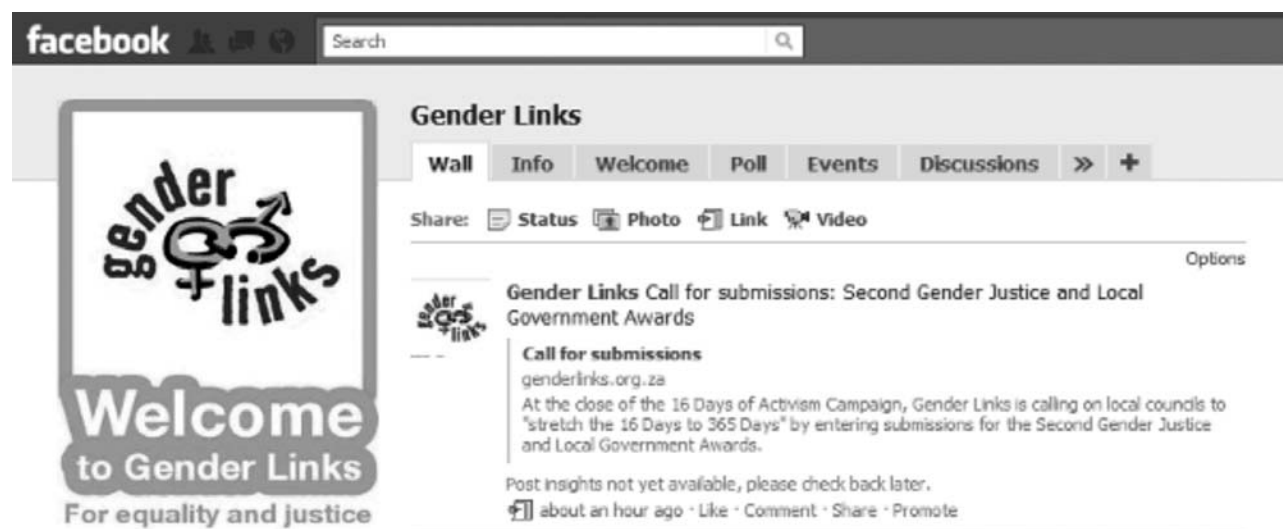 facebook
Search
Gender Links
Wall Info Welcome Poll Events Discussions » +
Share: Status Photo Link Video
Options
gender
links
Welcome
to Gender Links
For equality and justice
gender
links
Gender Links Call for submissions: Second Gender Justice and Local
Government Awards
Call for submissions
genderlinks.org.za
At the close of the 16 Days of Activism Campaign, Gender Links is calling on local councils to
"stretch the 16 Days to 365 Days" by entering submissions for the Second Gender Justice
and Local Government Awards.
Post insights not yet available, please check back later.
about an hour ago · Like · Comment · Share · Promote